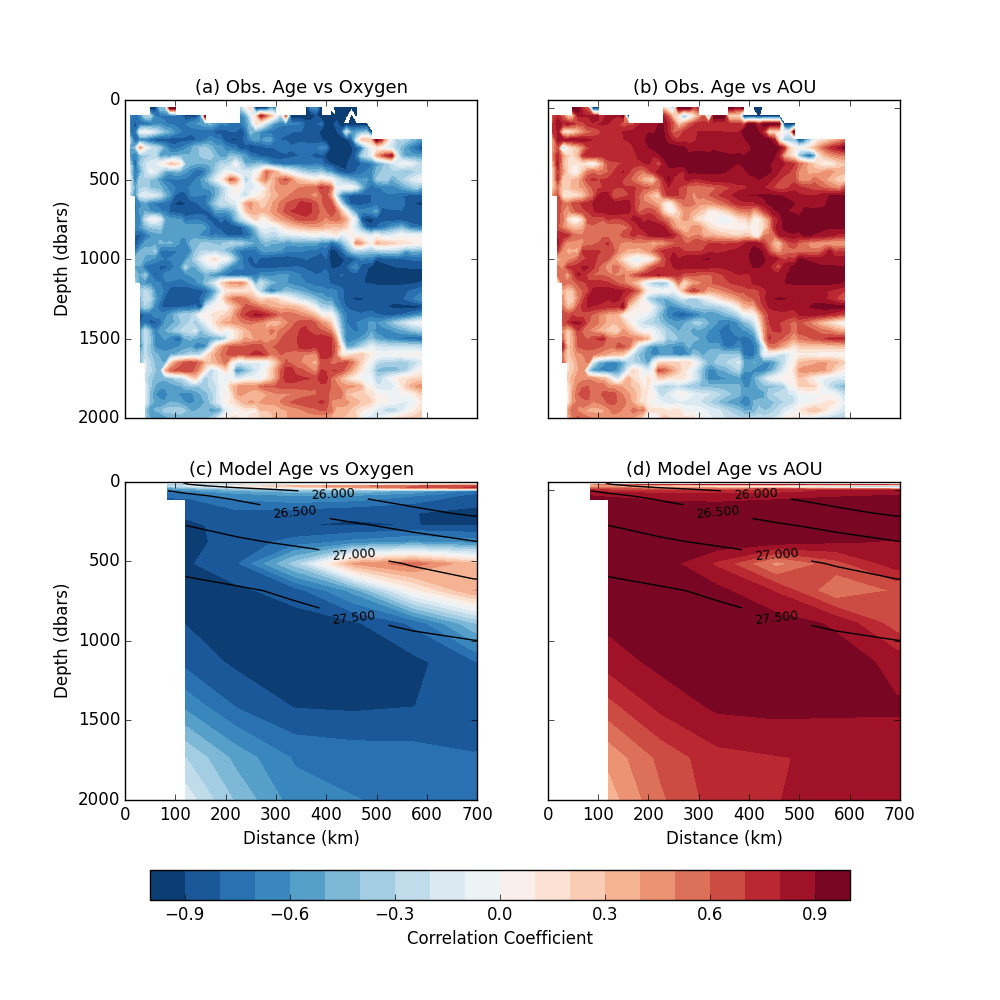 (a) Obs. Age vs Oxygen
(b) Obs. Age vs AOU
0
500
1000
1500
2000
Depth (dbars)
(c) Model Age vs Oxygen
(d) Model Age vs AOU
0
500
1000
1500
2000
Depth (dbars)
26.000
26.500
27.000
27.500
26.000
26.500
27.000
27.500
0 100 200 300 400 500 600 700
0 100 200 300 400 500 600 700
Distance (km)
Distance (km)
−0.9 −0.6 −0.3 0.0 0.3 0.6 0.9
Correlation Coefficient